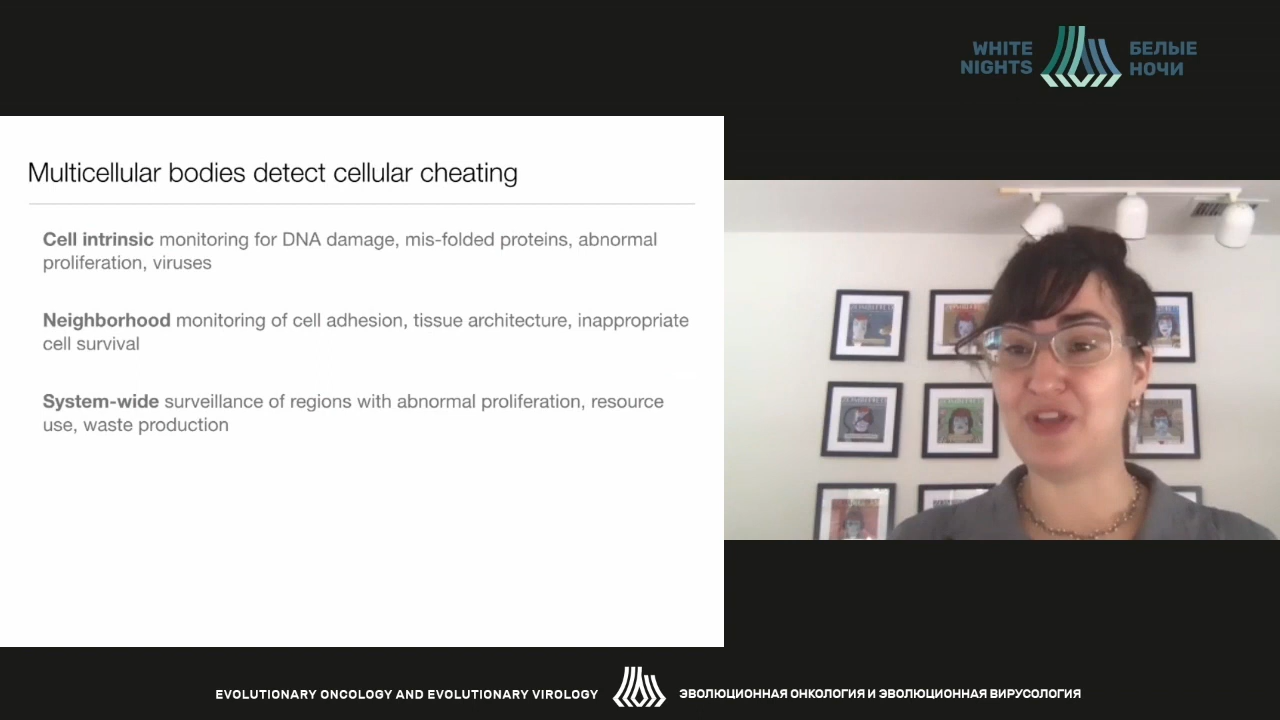 WHITE
NIGHTS
БЕЛЫЕ
НОЧИ
Multicellular bodies detect cellular cheating
Cell intrinsic monitoring for DNA damage, mis-folded proteins, abnormal
proliferation, viruses
Neighborhood monitoring of cell adhesion, tissue architecture, inappropriate
cell survival
System-wide surveillance of regions with abnormal proliferation, resource
use, waste production
EVOLUTIONARY ONCOLOGY AND EVOLUTIONARY VIROLOGY
ЭВОЛЮЦИОННАЯ ОНКОЛОГИЯ И ЭВОЛЮЦИОННАЯ ВИРУСОЛОГИЯ